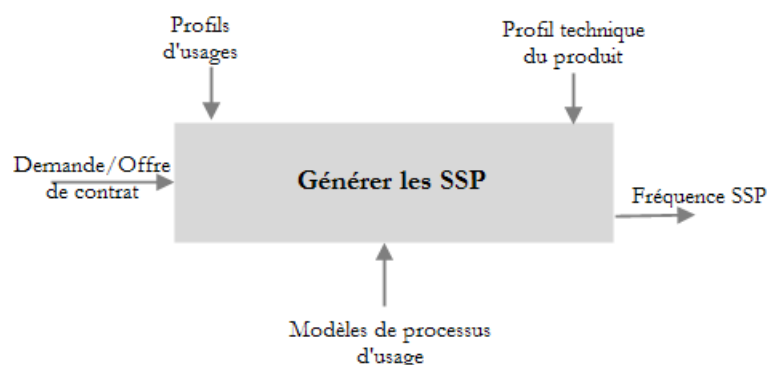 Profils
d'usages
Profil technique
du produit
Demande/Offre
de contrat
Générer les SSP
Fréquence SSP
Modèles de processus
d'usage